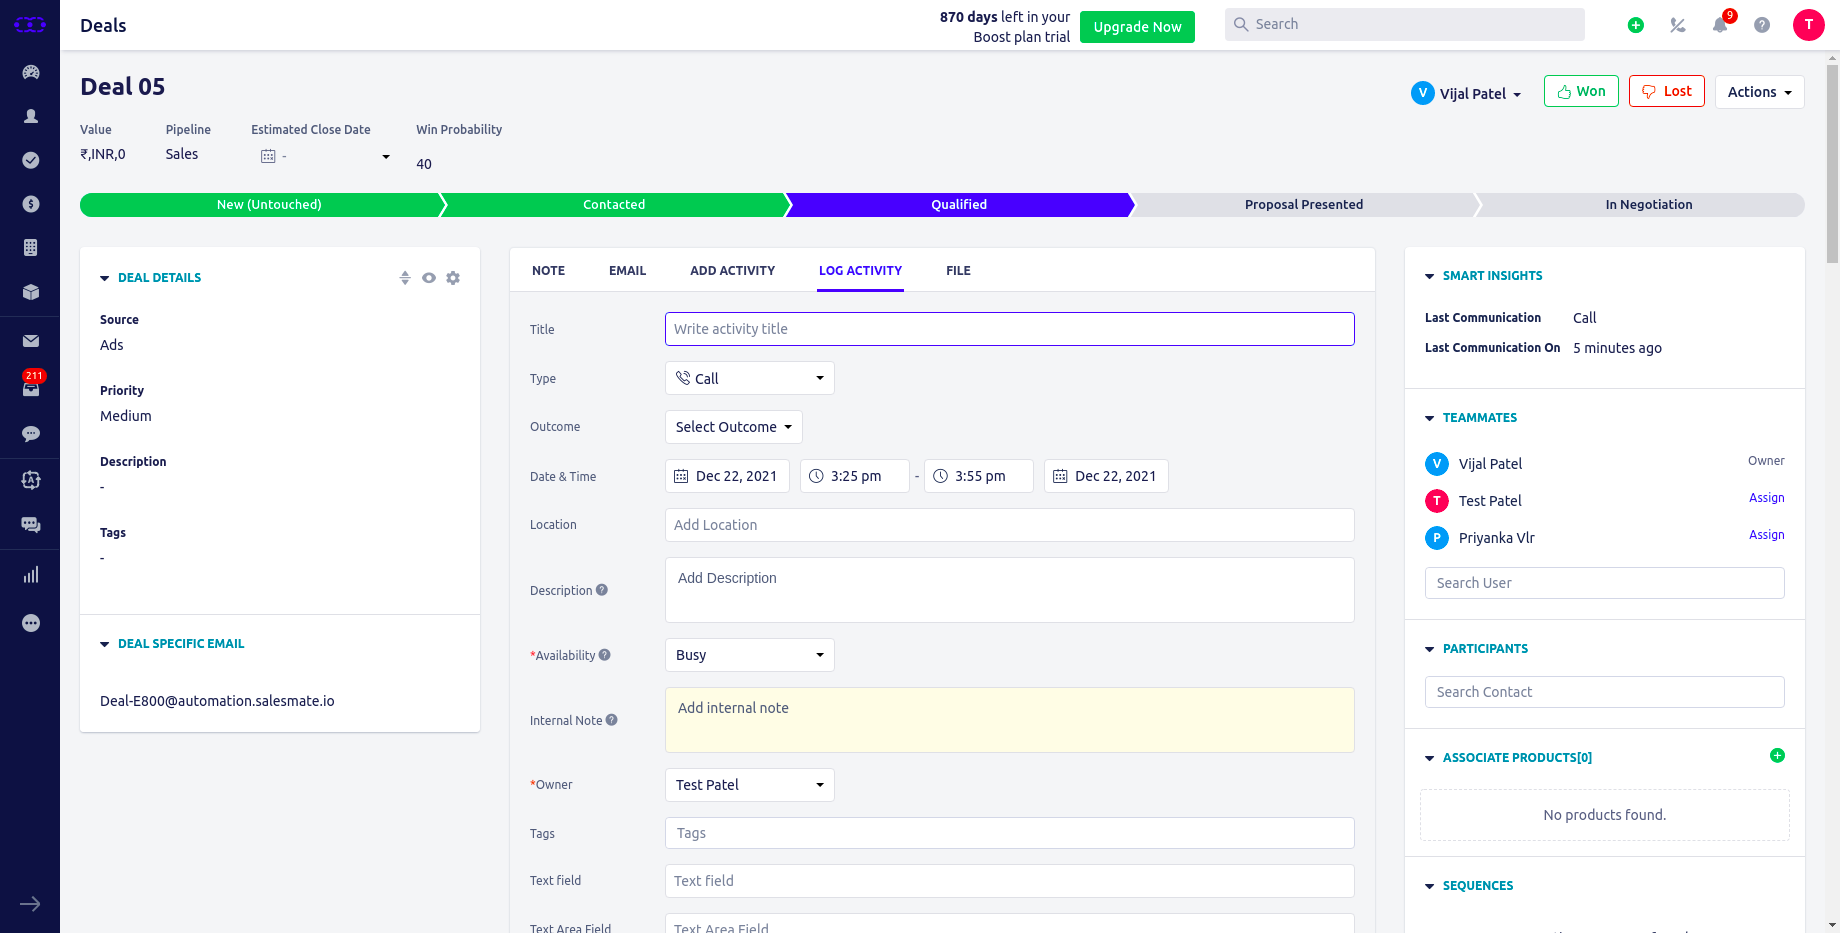 Deals
870 days left in your
Boost plan trial
Upgrade Now
Search
9
T
Deal 05
V Vijal Patel
Won
Lost
Actions
Value
Pipeline
Estimated Close Date
Win Probability
₹,INR,0
Sales
-
40
New (Untouched)
Contacted
Qualified
Proposal Presented
In Negotiation
211
DEAL DETAILS
Source
Ads
Priority
Medium
Description
-
Tags
-
DEAL SPECIFIC EMAIL
Deal-E800@automation.salesmate.io
NOTE
EMAIL
ADD ACTIVITY
LOG ACTIVITY
FILE
Title
Write activity title
Type
Call
Outcome
Select Outcome
Date & Time
Dec 22, 2021
3:25 pm
-
3:55 pm
Dec 22, 2021
Location
Add Location
Description
Add Description
*Availability
Busy
Internal Note
Add internal note
*Owner
Test Patel
Tags
Tags
Text field
Text field
Text Area Field
Text Area Field
SMART INSIGHTS
Last Communication
Call
Last Communication On
5 minutes ago
TEAMMATES
V Vijal Patel
Owner
T Test Patel
Assign
P Priyanka Vlr
Assign
Search User
PARTICIPANTS
Search Contact
ASSOCIATE PRODUCTS[0]
No products found.
SEQUENCES